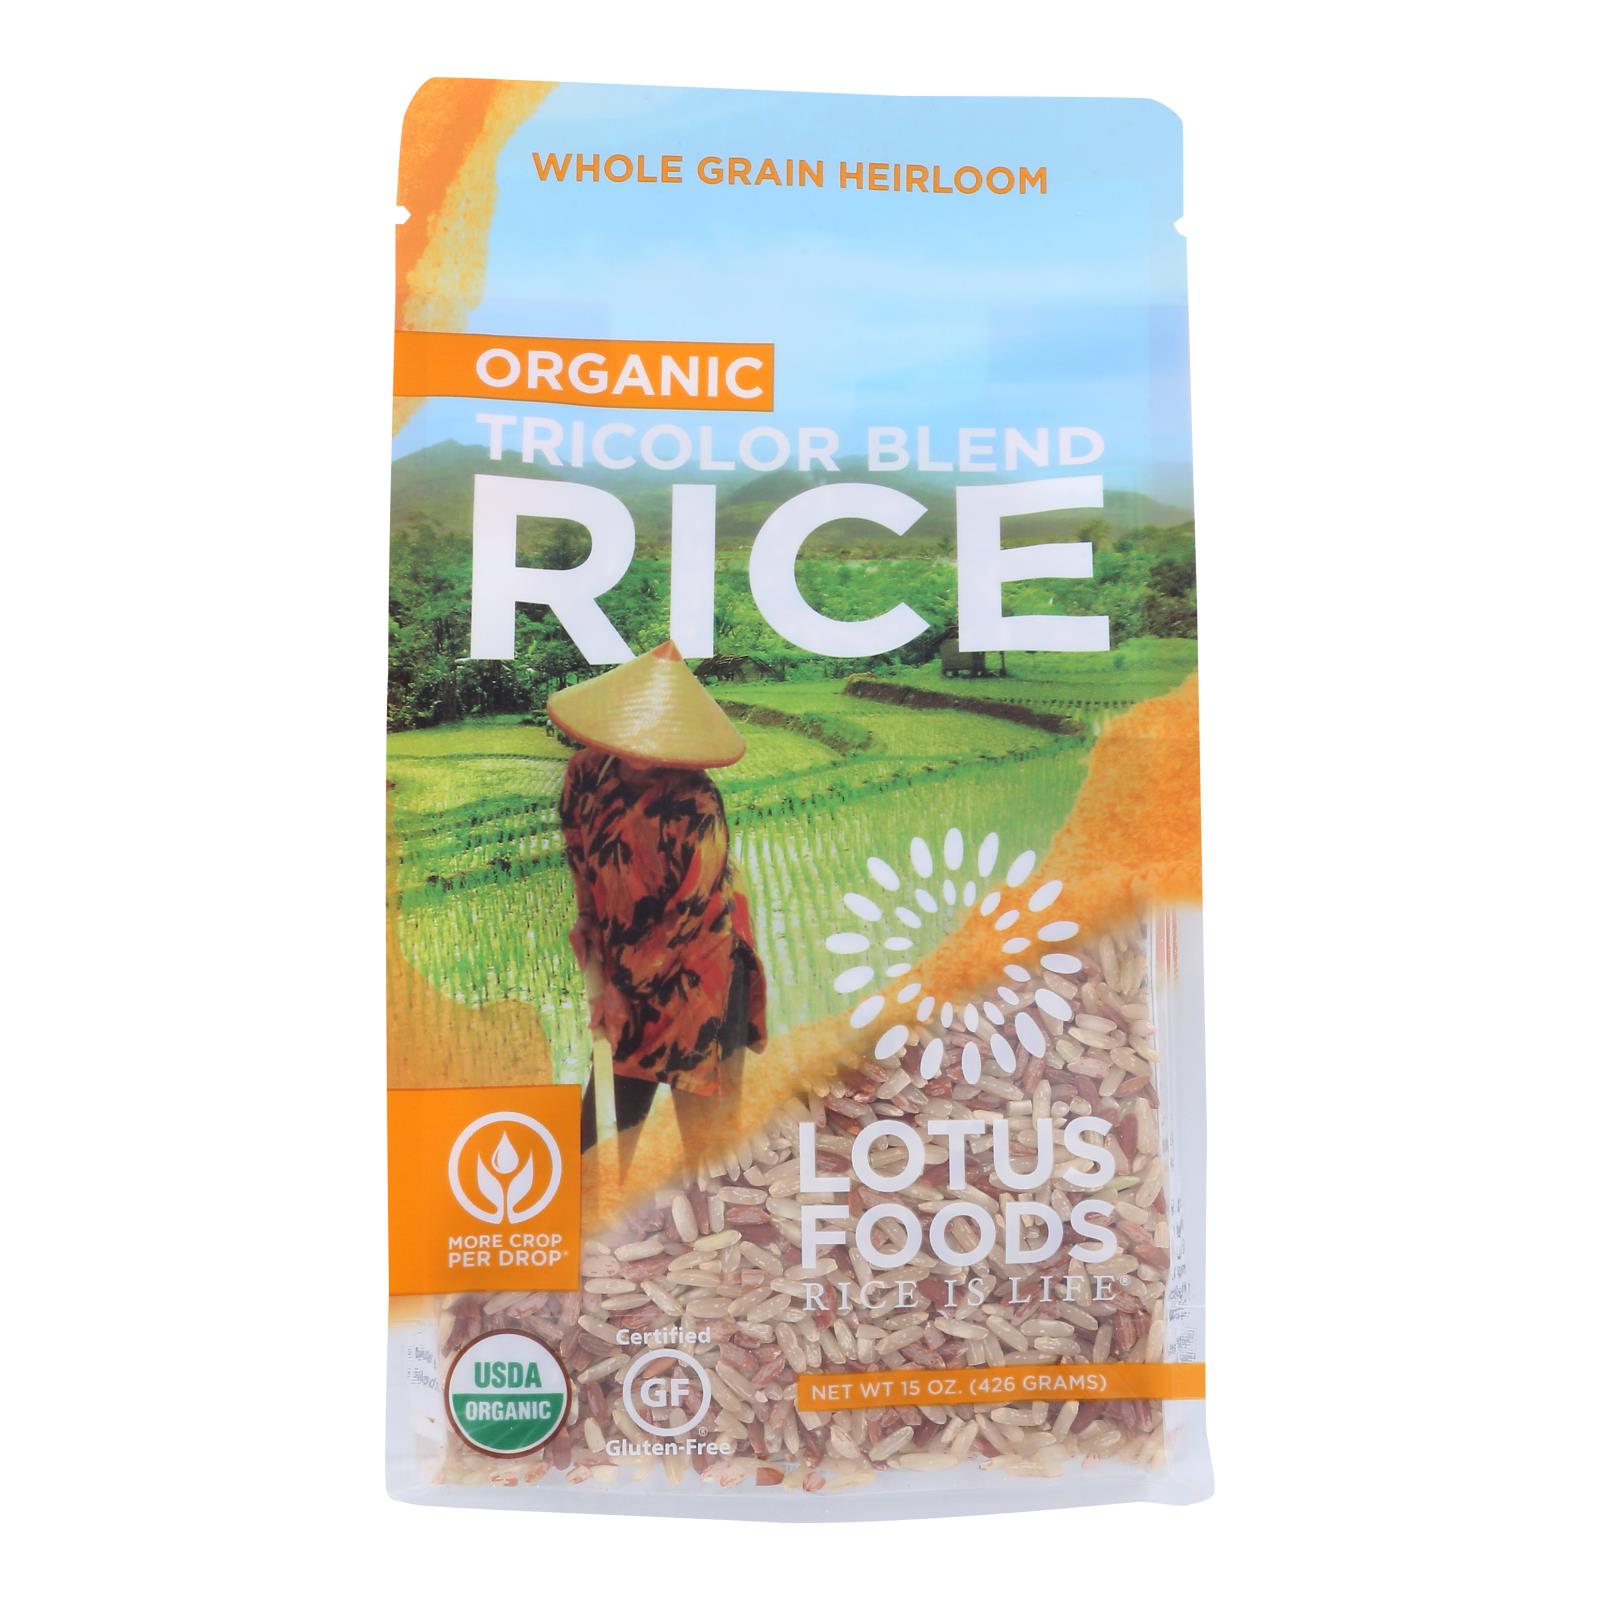 WHOLE GRAIN HEIRLOOM
ORGANIC
TRICOLOR BLEND
RICE
LOTUS
FOODS
RICE IS LIFE®
MORE CROP
PER DROP®
USDA
ORGANIC
Certified
GF®
Gluten-Free
NET WT 15 OZ. (426 GRAMS)